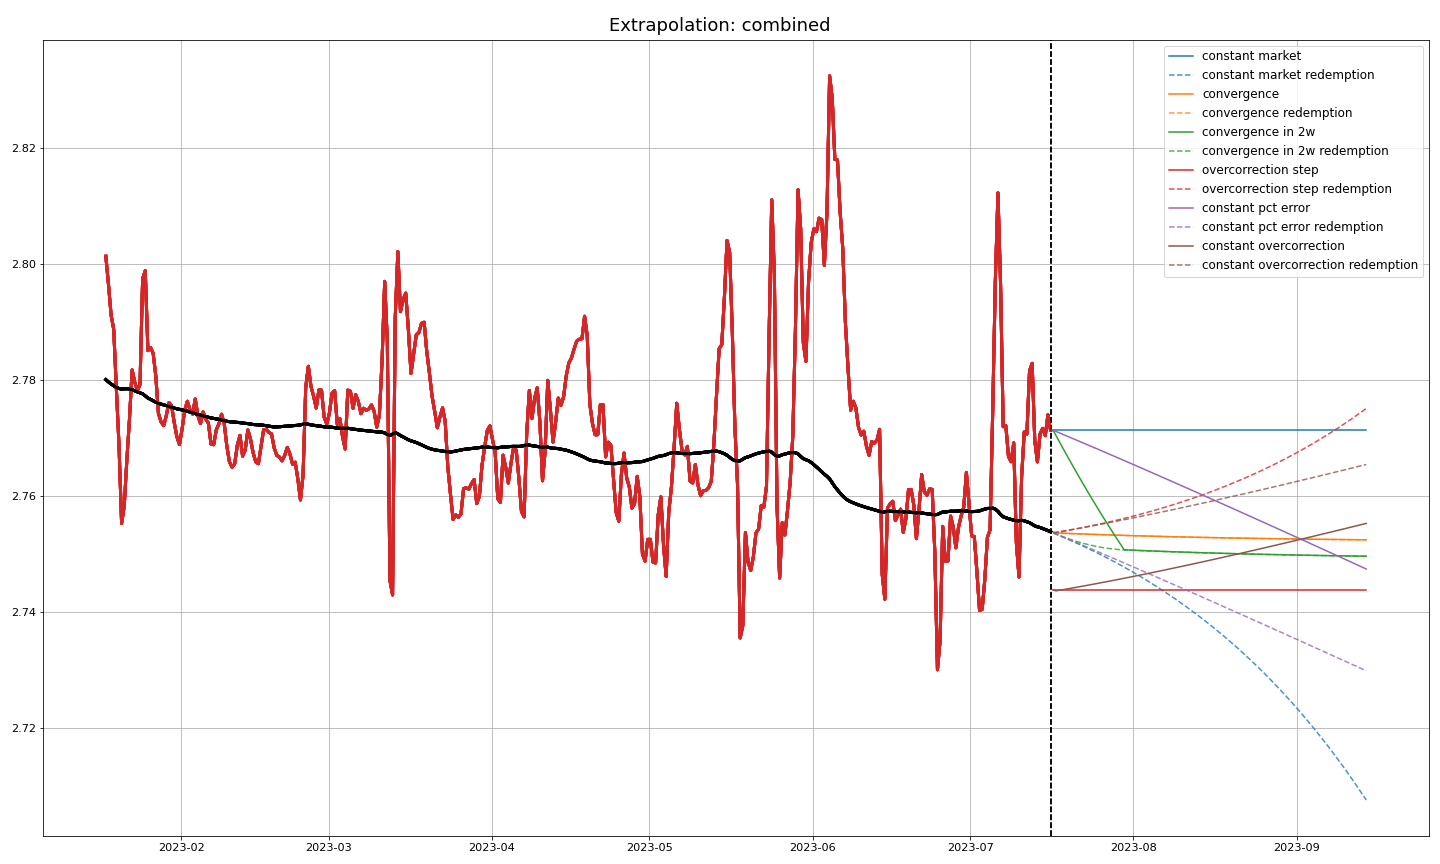 Extrapolation: combined
constant market
constant market redemption
convergence
convergence redemption
convergence in 2w
convergence in 2w redemption
overcorrection step
overcorrection step redemption
constant pct error
constant pct error redemption
constant overcorrection
constant overcorrection redemption
2.82
2.80
2.78
2.76
2.74
2.72
2023-02 2023-03 2023-04 2023-05 2023-06 2023-07 2023-08 2023-09